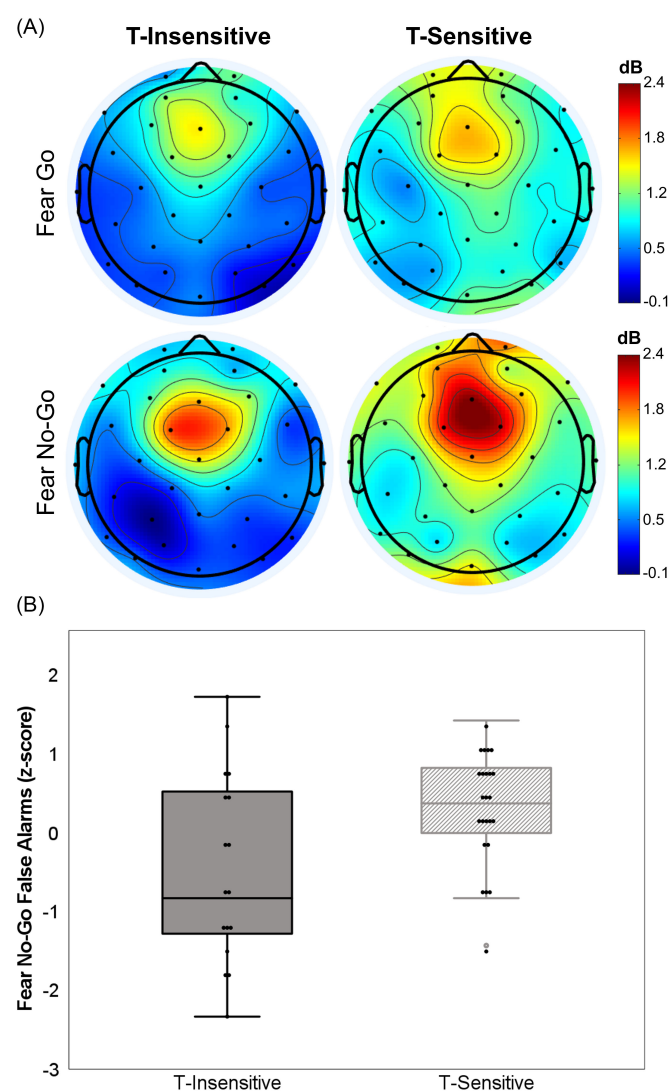 (A)
T-Insensitive
T-Sensitive
Fear Go
dB
2.4
1.8
1.2
0.5
-0.1
Fear No-Go
dB
2.4
1.8
1.2
0.5
-0.1
(B)
Fear No-Go False Alarms (z-score)
2
1
0
-1
-2
-3
T-Insensitive
T-Sensitive